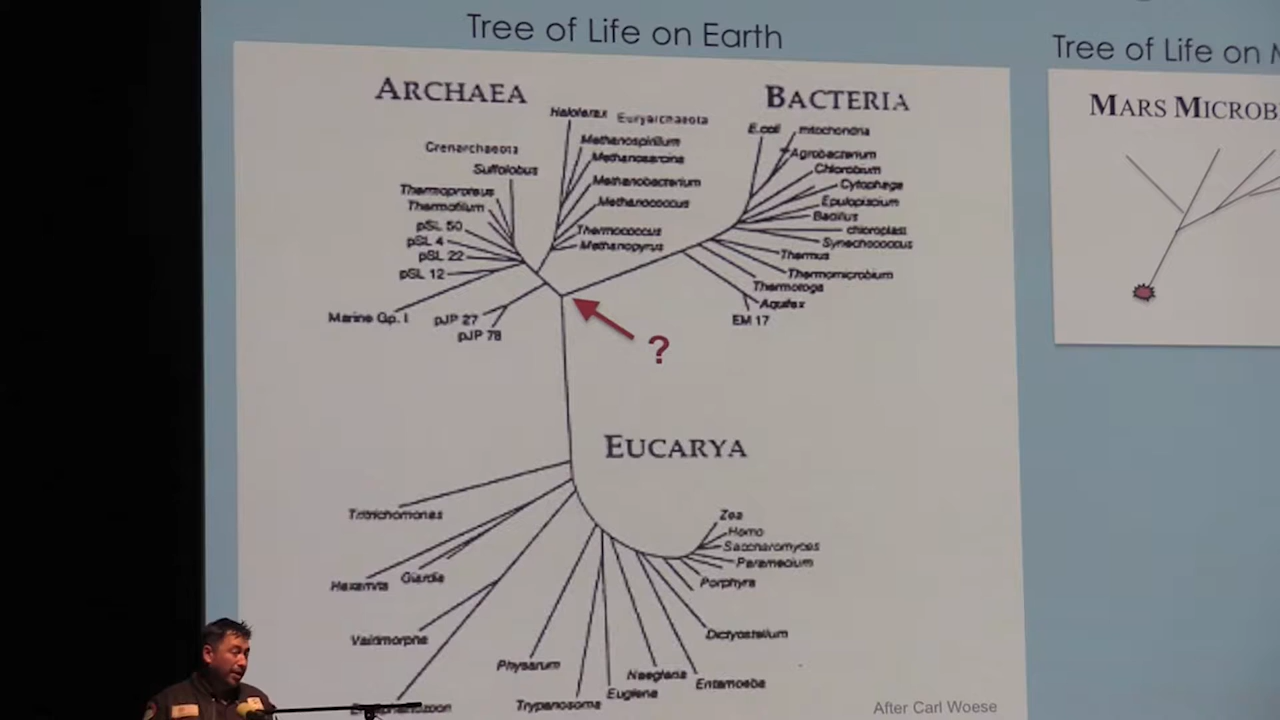 Tree of Life on Earth
ARCHAEA
Haloferax
Euryarchaeota
Methanospirillum
Methanosarcina
Methanobacterium
Methanococcus
Thermococcus
Methanopyrus
Crenarchaeota
Sulfolobus
Thermoproteus
Thermofilum
pSL 50
pSL 4
pSL 22
pSL 12
Marine Gp. I
pJP 27
pJP 78
BACTERIA
E.coli
mitochondria
Agrobacterium
Chlorobium
Cytophaga
Epulopiscium
Bacillus
chloroplast
Synechococcus
Thermus
Thermomicrobium
Thermotoga
Aquifex
EM 17
?
EUCARYA
Tritrichomonas
Hexamita
Giardia
Vairimorpha
Physarum
Trypanosoma
Euglena
Naegleria
Entamoeba
Dictyostelium
Porphyra
Paramecium
Saccharomyces
Homo
Zea
After Carl Woese
Tree of Life on
MARS MICROB